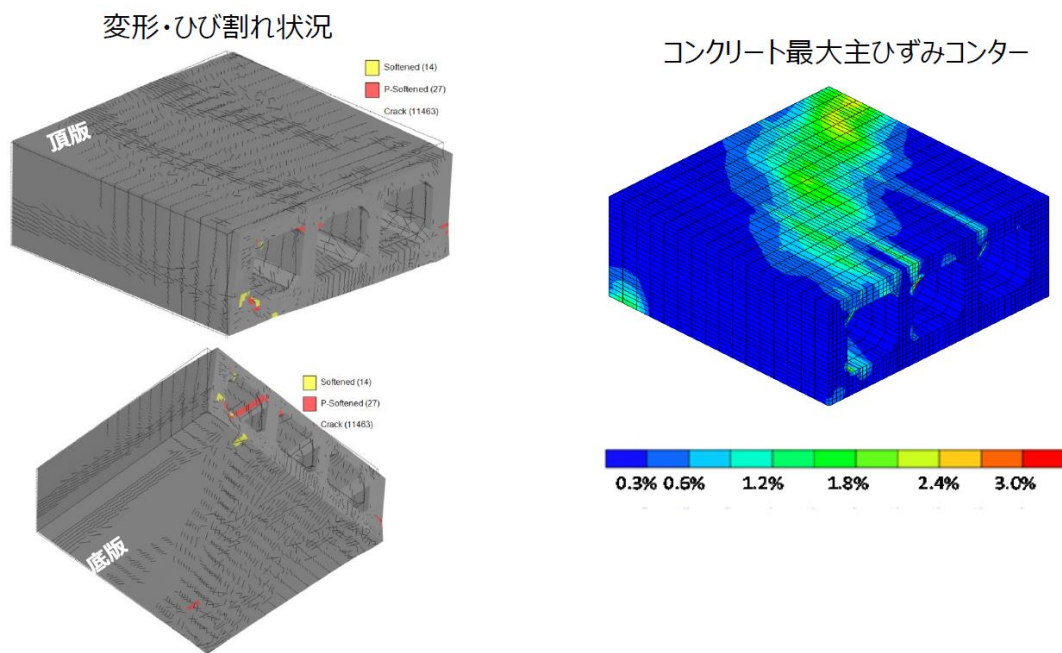 変形・ひび割れ状況
Softened (14)
P-Softened (27)
Crack (11463)
頂版
Softened (14)
P-Softened (27)
Crack (11463)
底版
コンクリート最大主ひずみコンター
0.3% 0.6% 1.2% 1.8% 2.4% 3.0%